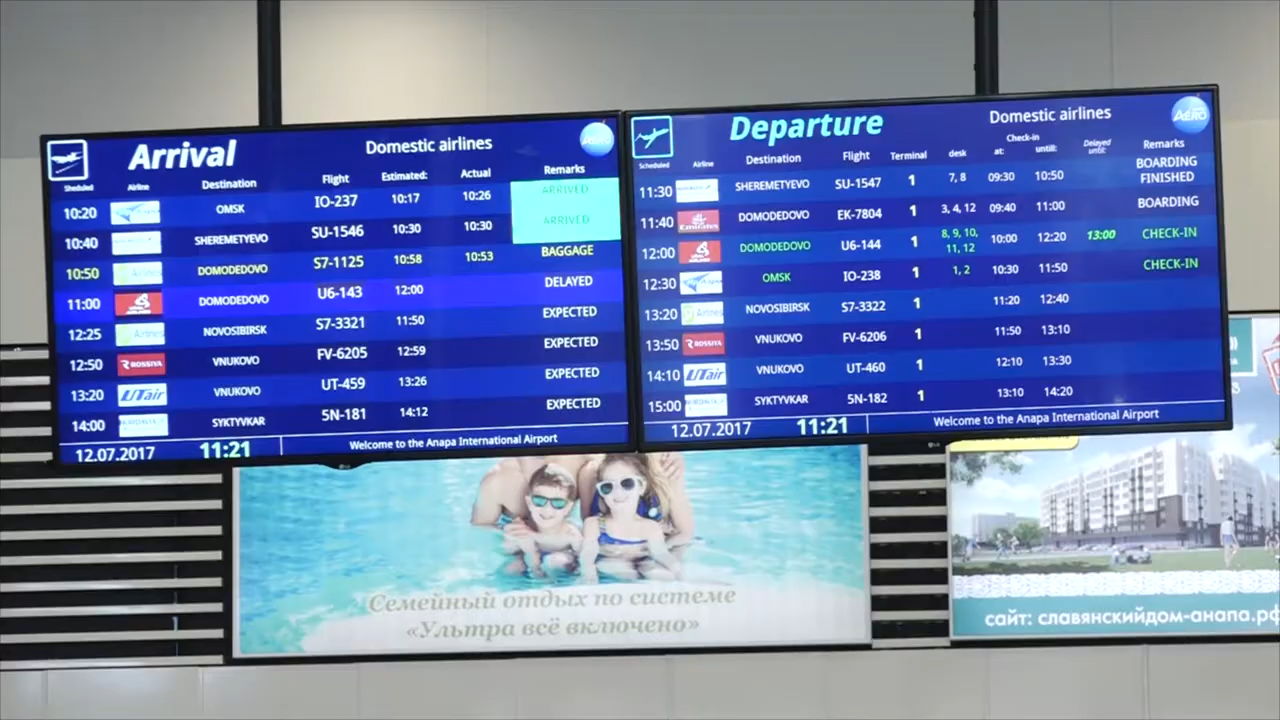 Arrival
Domestic airlines
AERO
Sheduled Airline Destination Flight Estimated: Actual Remarks
10:20 OMSK IO-237 10:17 10:26 ARRIVED
10:40 SHEREMETYEVO SU-1546 10:30 10:30 ARRIVED
10:50 Airlines DOMODEDOVO S7-1125 10:58 10:53 BAGGAGE
11:00 DOMODEDOVO U6-143 12:00 DELAYED
12:25 Airlines NOVOSIBIRSK S7-3321 11:50 EXPECTED
12:50 ROSSIYA VNUKOVO FV-6205 12:59 EXPECTED
13:20 UTair VNUKOVO UT-459 13:26 EXPECTED
14:00 SYKTYVKAR 5N-181 14:12 EXPECTED
12.07.2017 11:21 Welcome to the Anapa International Airport
LG
Departure
Domestic airlines
AERO
Scheduled Airline Destination Flight Terminal desk Check-in at: untill: Delayed until: Remarks
11:30 SHEREMETYEVO SU-1547 1 7, 8 09:30 10:50 BOARDING FINISHED
11:40 Emirates DOMODEDOVO EK-7804 1 3, 4, 12 09:40 11:00 BOARDING
12:00 DOMODEDOVO U6-144 1 8, 9, 10, 11, 12 10:00 12:20 13:00 CHECK-IN
12:30 OMSK IO-238 1 1, 2 10:30 11:50 CHECK-IN
13:20 Airlines NOVOSIBIRSK S7-3322 1 11:20 12:40
13:50 ROSSIYA VNUKOVO FV-6206 1 11:50 13:10
14:10 UTair VNUKOVO UT-460 1 12:10 13:30
15:00 SYKTYVKAR 5N-182 1 13:10 14:20
12.07.2017 11:21 Welcome to the Anapa International Airport
LG
Семейный отдых по системе
«Ультра всё включено»
сайт: славянскийдом-анапа.рф